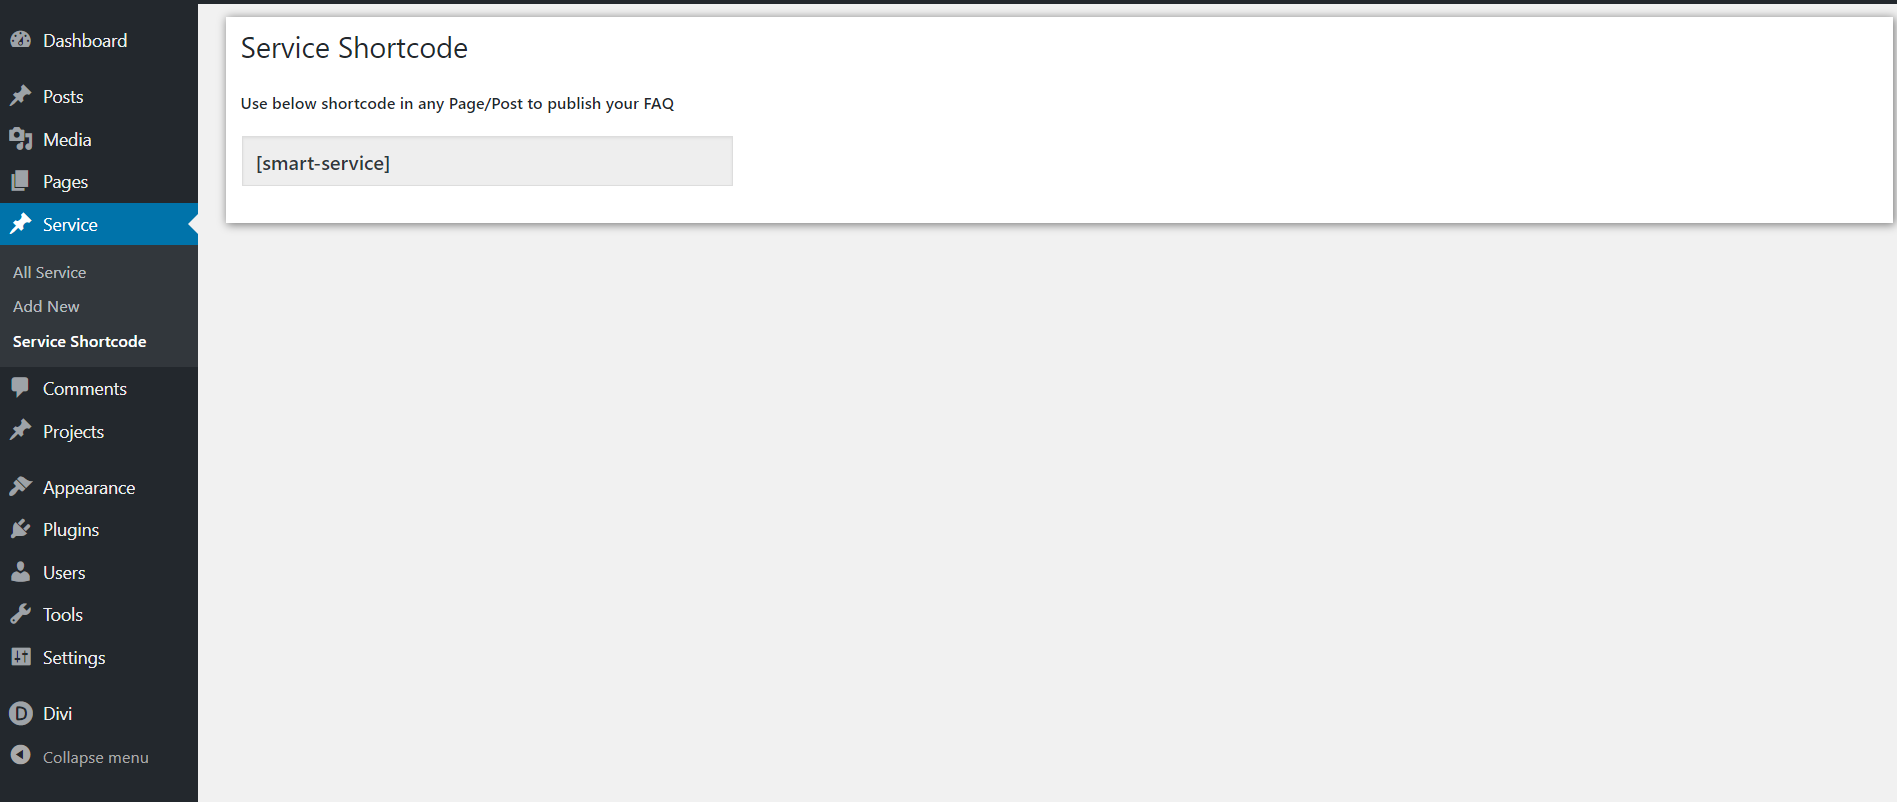 Dashboard
Posts
Media
Pages
Service
All Service
Add New
Service Shortcode
Comments
Projects
Appearance
Plugins
Users
Tools
Settings
D Divi
Collapse menu
Service Shortcode
Use below shortcode in any Page/Post to publish your FAQ
[smart-service]